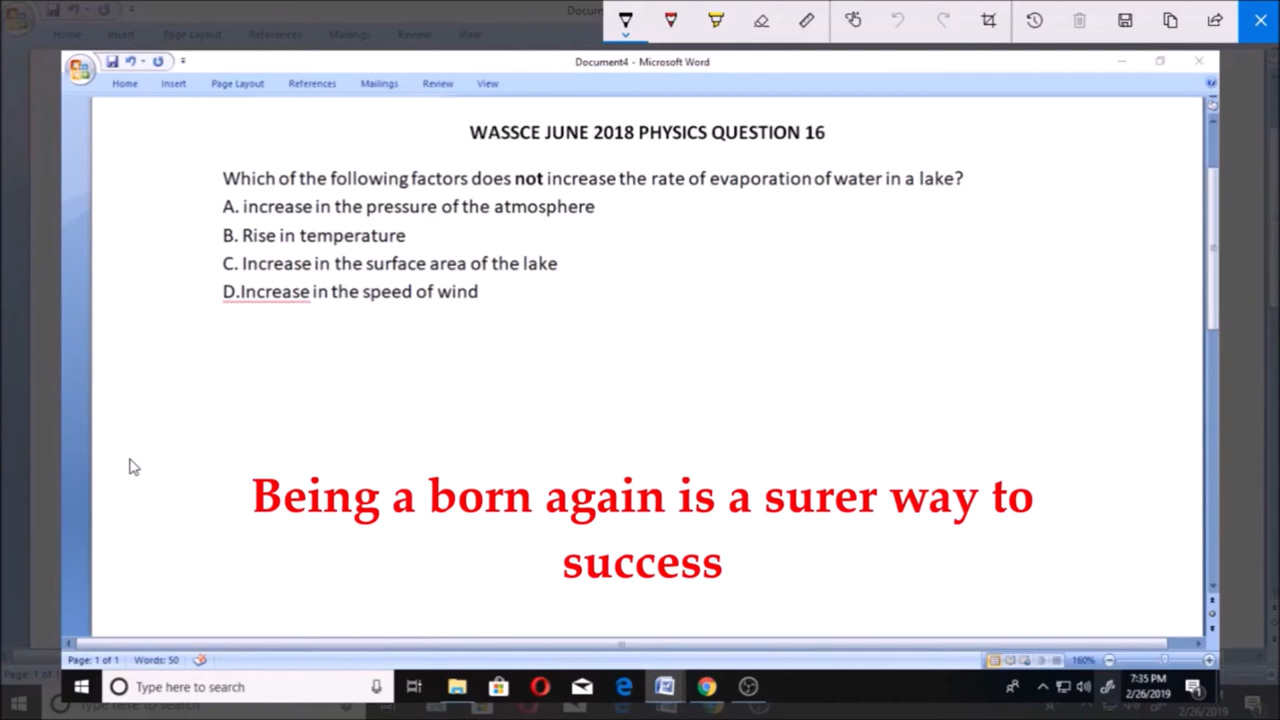 Document4 - Microsoft Word
Home Insert Page Layout References Mailings Review View
WASSCE JUNE 2018 PHYSICS QUESTION 16
Which of the following factors does not increase the rate of evaporation of water in a lake?
A. increase in the pressure of the atmosphere
B. Rise in temperature
C. Increase in the surface area of the lake
D.Increase in the speed of wind
Being a born again is a surer way to
success
Page: 1 of 1 Words: 50 160%
Type here to search 7:35 PM
2/26/2019